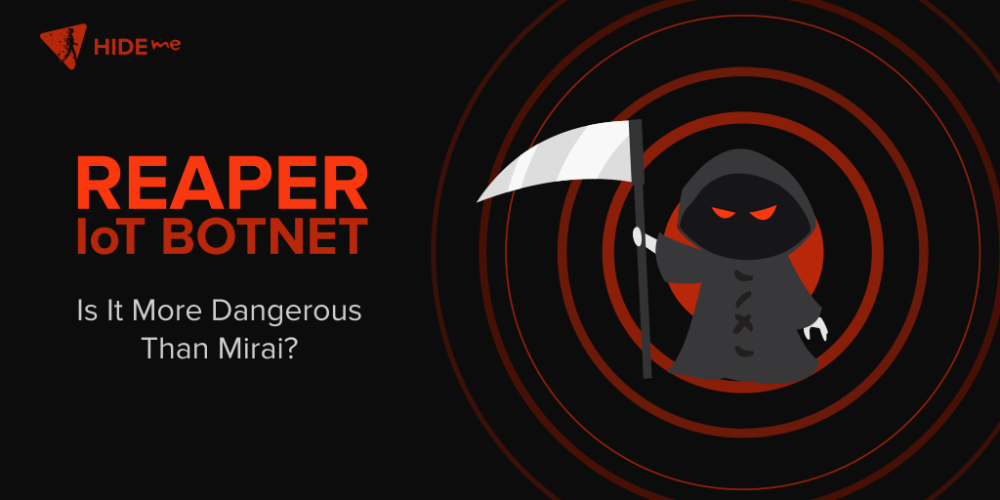 HIDE me
REAPER
IoT BOTNET
Is It More Dangerous
Than Mirai?